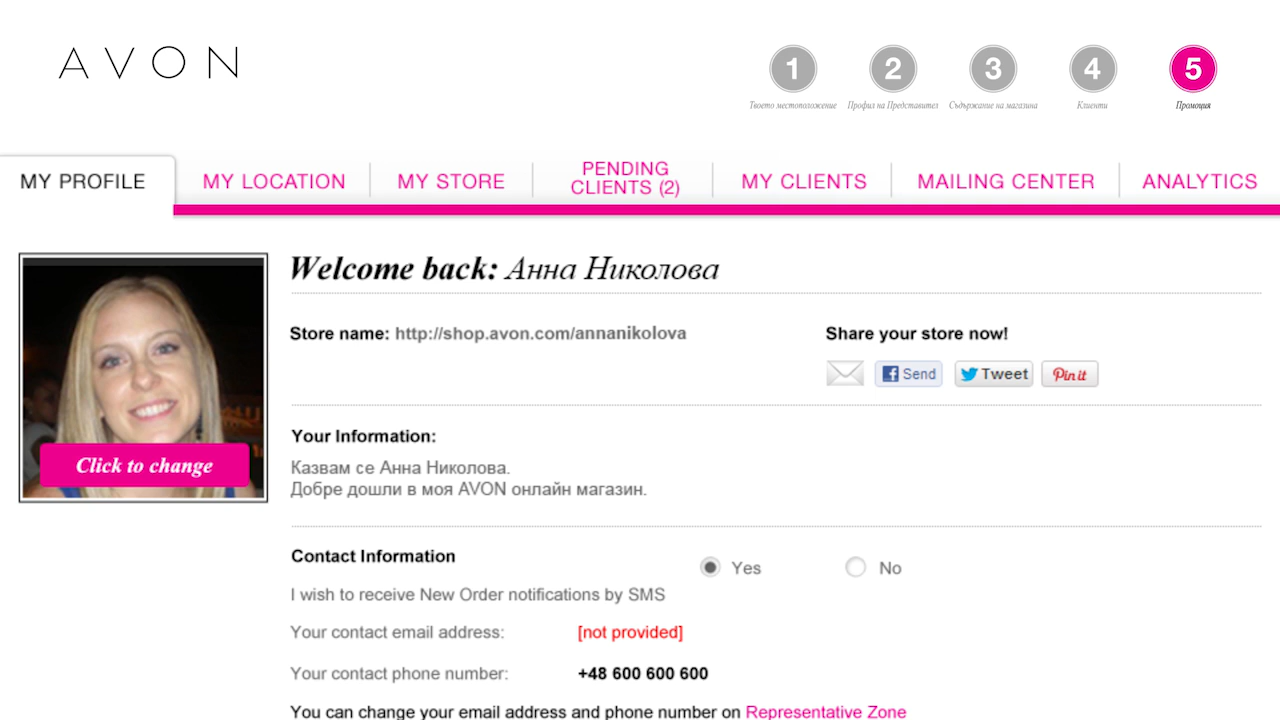 AVON
1 2 3 4 5
Твоето местоположение Профил на Представител Съдържание на магазина Клиенти Промоция
MY PROFILE MY LOCATION MY STORE PENDING CLIENTS (2) MY CLIENTS MAILING CENTER ANALYTICS
Welcome back: Анна Николова
Store name: http://shop.avon.com/annanikolova Share your store now!
Send Tweet Pin it
Click to change
Your Information:
Казвам се Анна Николова.
Добре дошли в моя AVON онлайн магазин.
Contact Information Yes No
I wish to receive New Order notifications by SMS
Your contact email address: [not provided]
Your contact phone number: +48 600 600 600
You can change your email address and phone number on Representative Zone